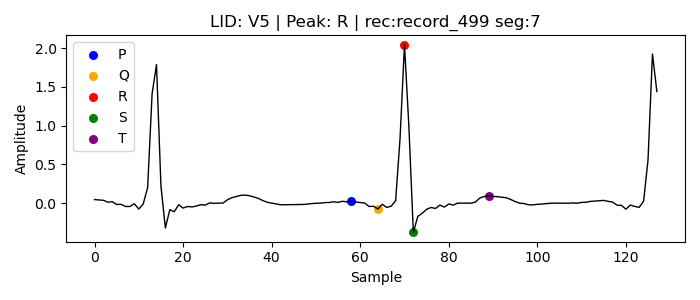 LID: V5 | Peak: R | rec:record_499 seg:7
Amplitude
2.0
1.5
1.0
0.5
0.0
P
Q
R
S
T
0 20 40 60 80 100 120
Sample